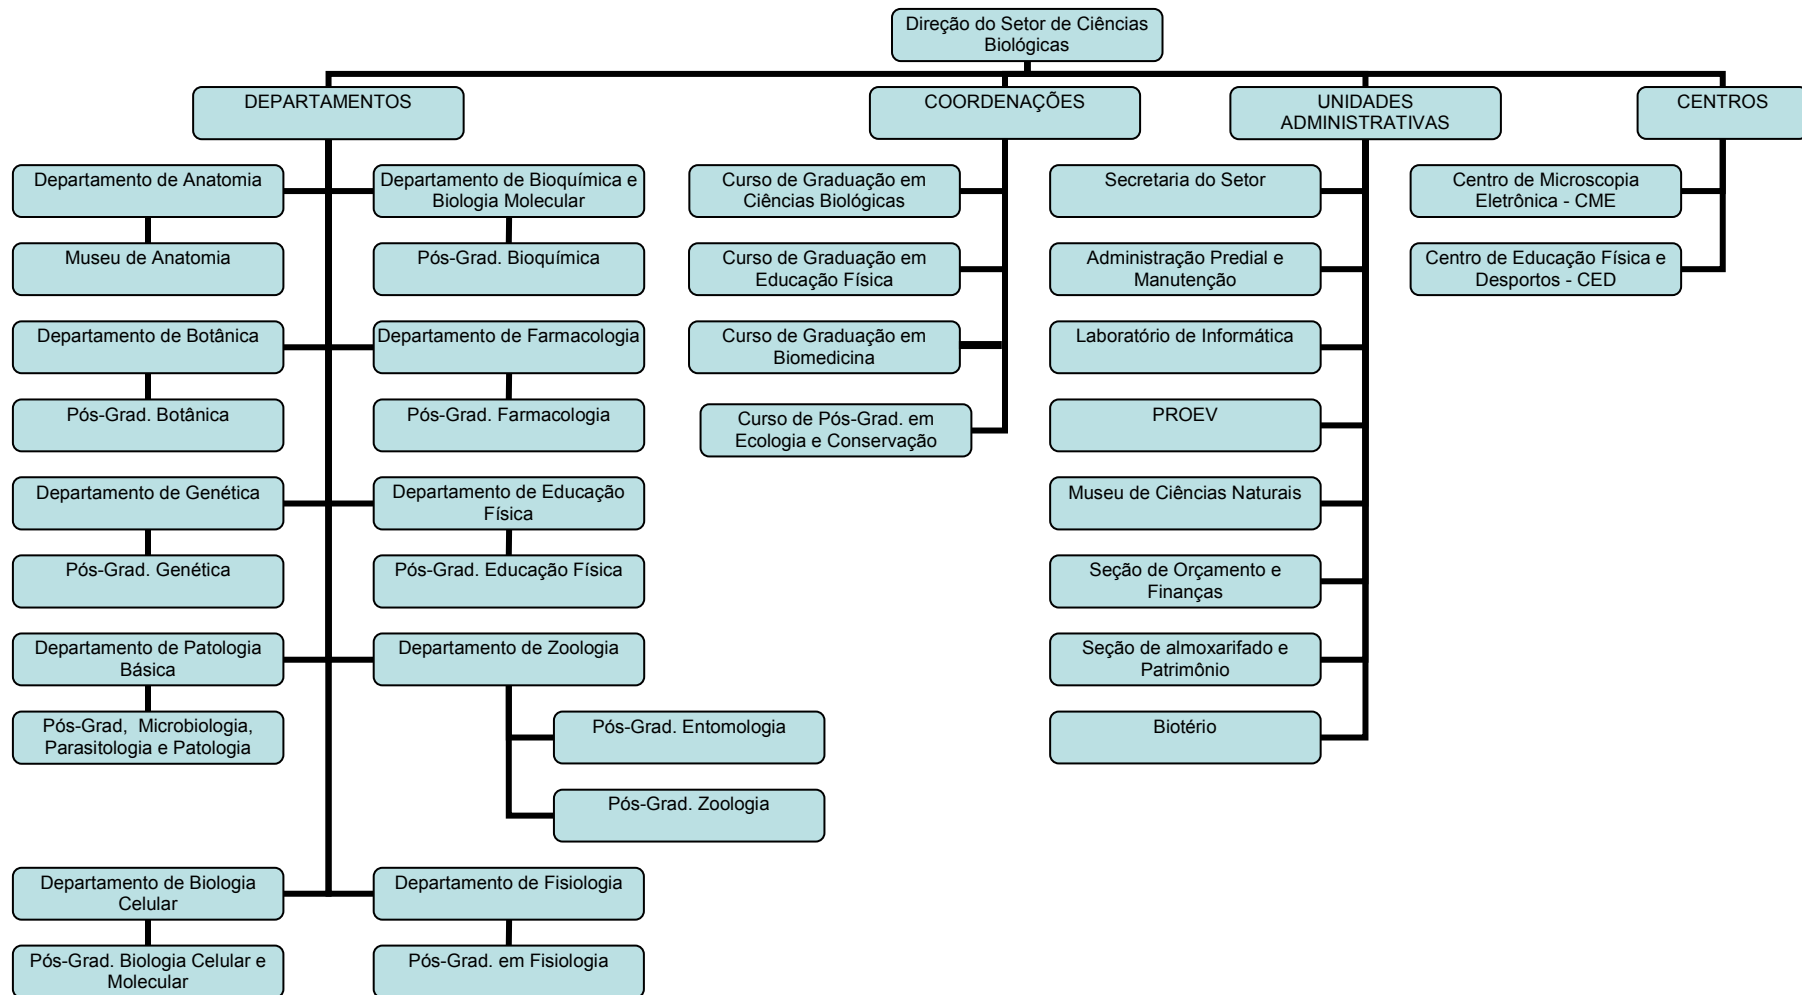 Direção do Setor de Ciências
Biológicas
DEPARTAMENTOS
COORDENAÇÕES
UNIDADES
ADMINISTRATIVAS
CENTROS
Departamento de Anatomia
Departamento de Bioquímica e
Biologia Molecular
Curso de Graduação em
Ciências Biológicas
Secretaria do Setor
Centro de Microscopia
Eletrônica - CME
Museu de Anatomia
Pós-Grad. Bioquímica
Curso de Graduação em
Educação Física
Administração Predial e
Manutenção
Centro de Educação Física e
Desportos - CED
Departamento de Botânica
Departamento de Farmacologia
Curso de Graduação em
Biomedicina
Laboratório de Informática
Pós-Grad. Botânica
Pós-Grad. Farmacologia
Curso de Pós-Grad. em
Ecologia e Conservação
PROEV
Departamento de Genética
Departamento de Educação
Física
Museu de Ciências Naturais
Pós-Grad. Genética
Pós-Grad. Educação Física
Seção de Orçamento e
Finanças
Departamento de Patologia
Básica
Departamento de Zoologia
Seção de almoxarifado e
Patrimônio
Pós-Grad, Microbiologia,
Parasitologia e Patologia
Pós-Grad. Entomologia
Biotério
Pós-Grad. Zoologia
Departamento de Biologia
Celular
Departamento de Fisiologia
Pós-Grad. Biologia Celular e
Molecular
Pós-Grad. em Fisiologia